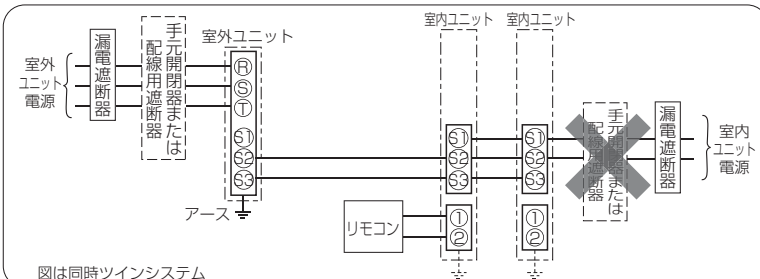 室外
ユニット
電源
漏電遮断器
手元開閉器または
配線用遮断器
室外ユニット
R
S
T
S1
S2
S3
アース
室内ユニット
S1
S2
S3
①
②
リモコン
室内ユニット
S1
S2
S3
①
②
手元開閉器または
配線用遮断器
漏電遮断器
室内
ユニット
電源
図は同時ツインシステム